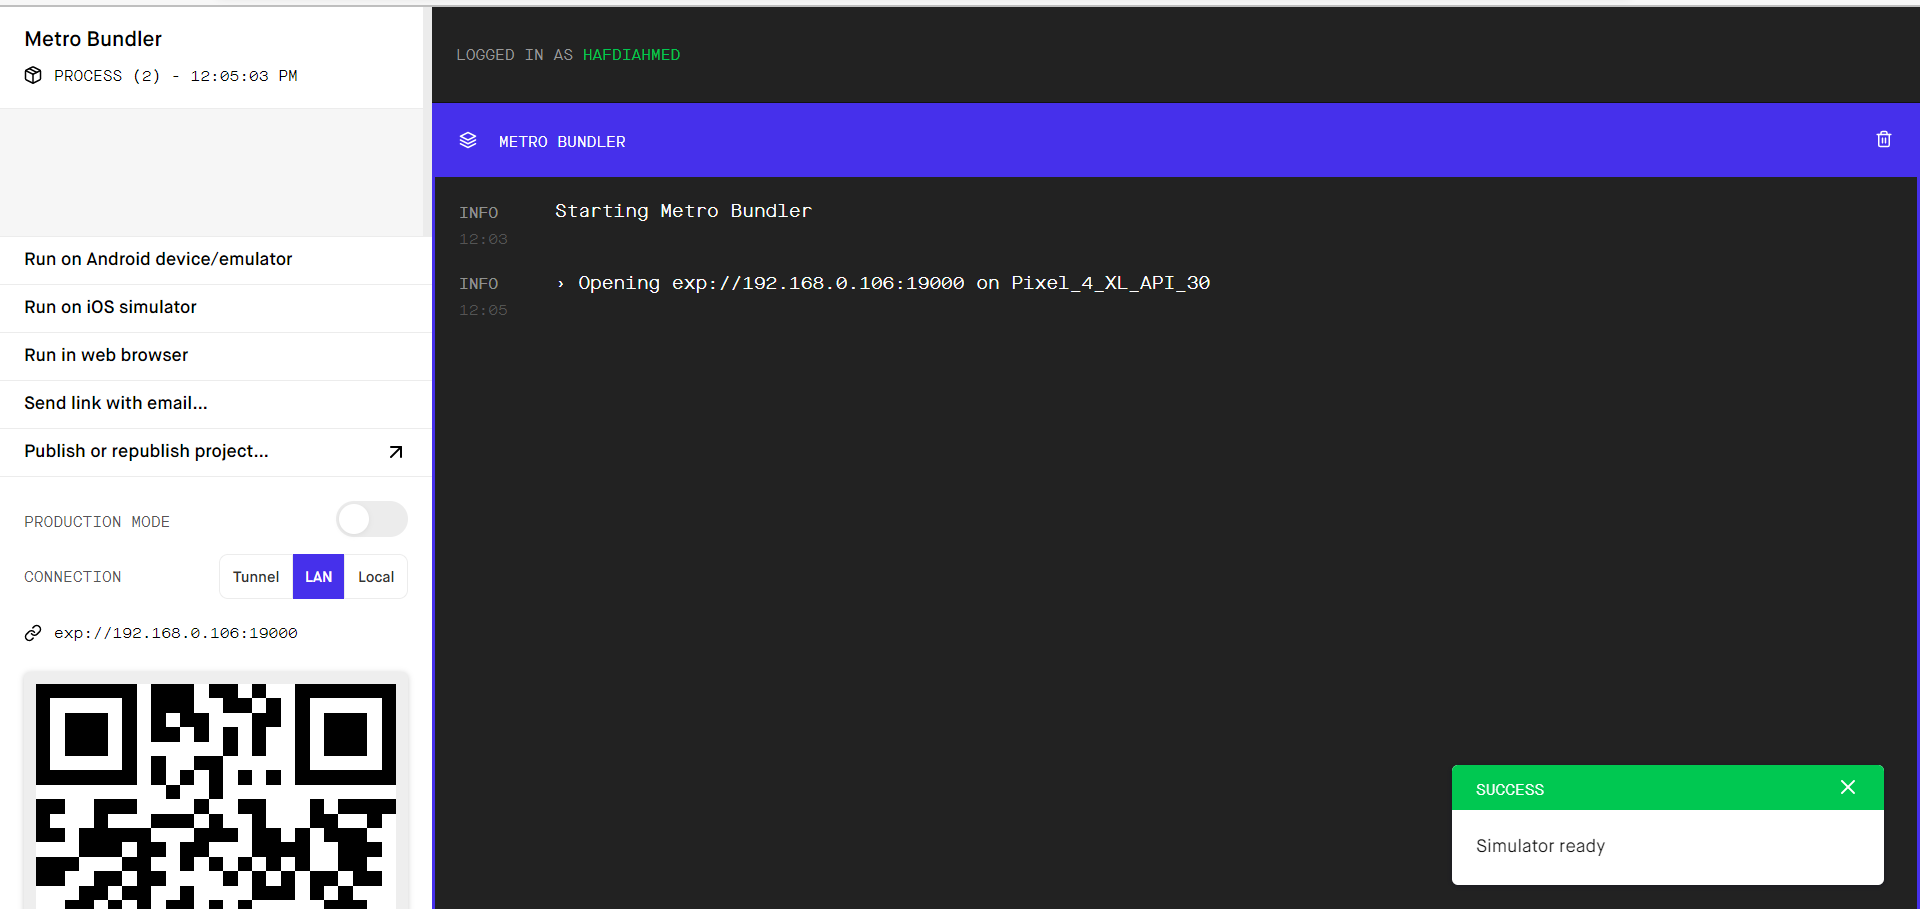 Metro Bundler
PROCESS (2) - 12:05:03 PM
Run on Android device/emulator
Run on iOS simulator
Run in web browser
Send link with email...
Publish or republish project...
PRODUCTION MODE
CONNECTION
Tunnel LAN Local
exp://192.168.0.106:19000
LOGGED IN AS HAFDIAHMED
METRO BUNDLER
INFO Starting Metro Bundler
12:03
INFO › Opening exp://192.168.0.106:19000 on Pixel_4_XL_API_30
12:05
SUCCESS
Simulator ready